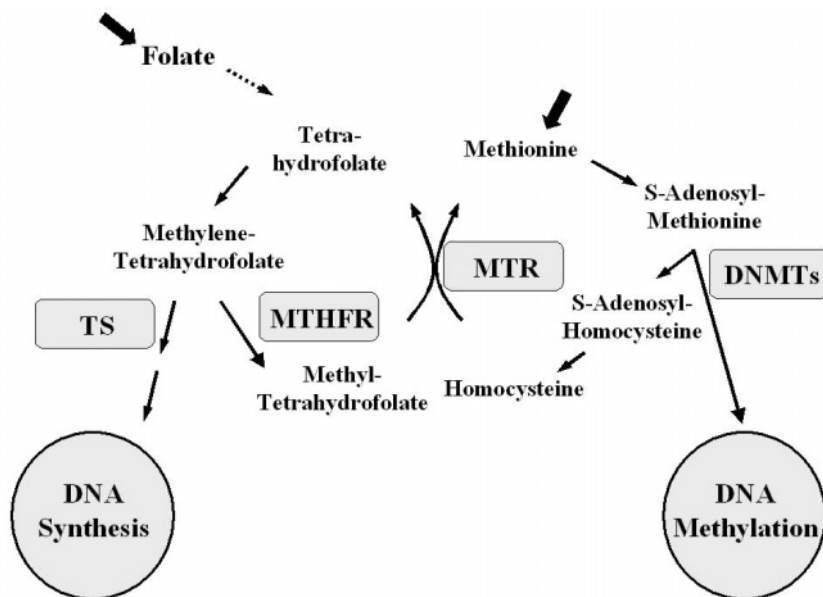 Folate
Tetra-
hydrofolate
Methionine
S-Adenosyl-
Methionine
Methylene-
Tetrahydrofolate
MTR
DNMTs
TS
MTHFR
S-Adenosyl-
Homocysteine
Methyl-
Tetrahydrofolate
Homocysteine
DNA
Synthesis
DNA
Methylation